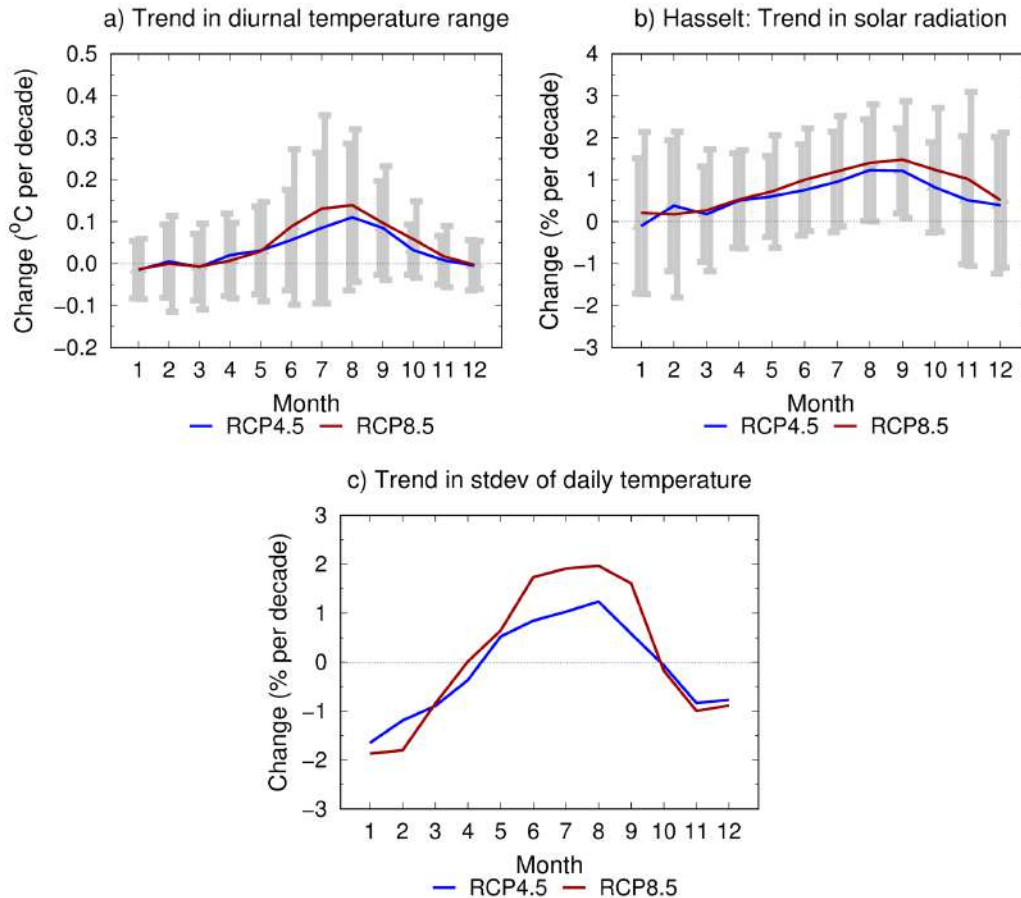 a) Trend in diurnal temperature range
Change (°C per decade)
0.5
0.4
0.3
0.2
0.1
0.0
−0.1
−0.2
1 2 3 4 5 6 7 8 9 10 11 12
Month
RCP4.5 RCP8.5
b) Hasselt: Trend in solar radiation
Change (% per decade)
4
3
2
1
0
−1
−2
−3
1 2 3 4 5 6 7 8 9 10 11 12
Month
RCP4.5 RCP8.5
c) Trend in stdev of daily temperature
Change (% per decade)
3
2
1
0
−1
−2
−3
1 2 3 4 5 6 7 8 9 10 11 12
Month
RCP4.5 RCP8.5